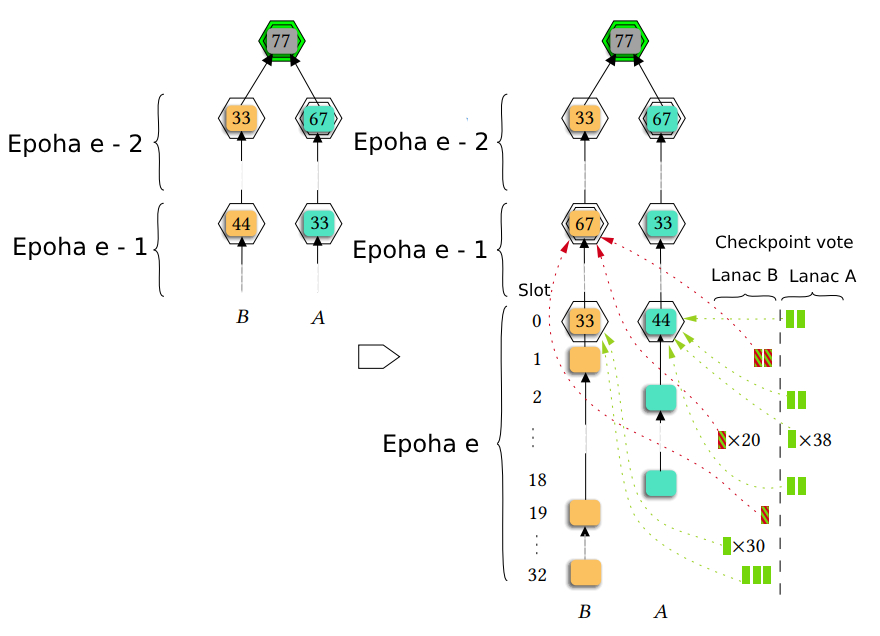 77
77
33
67
33
67
Epoha e - 2
Epoha e - 2
44
33
67
33
Epoha e - 1
Epoha e - 1
Checkpoint vote
Lanac B
Lanac A
Slot
B
A
0
33
44
1
2
Epoha e
×20
×38
18
19
×30
32
B
A